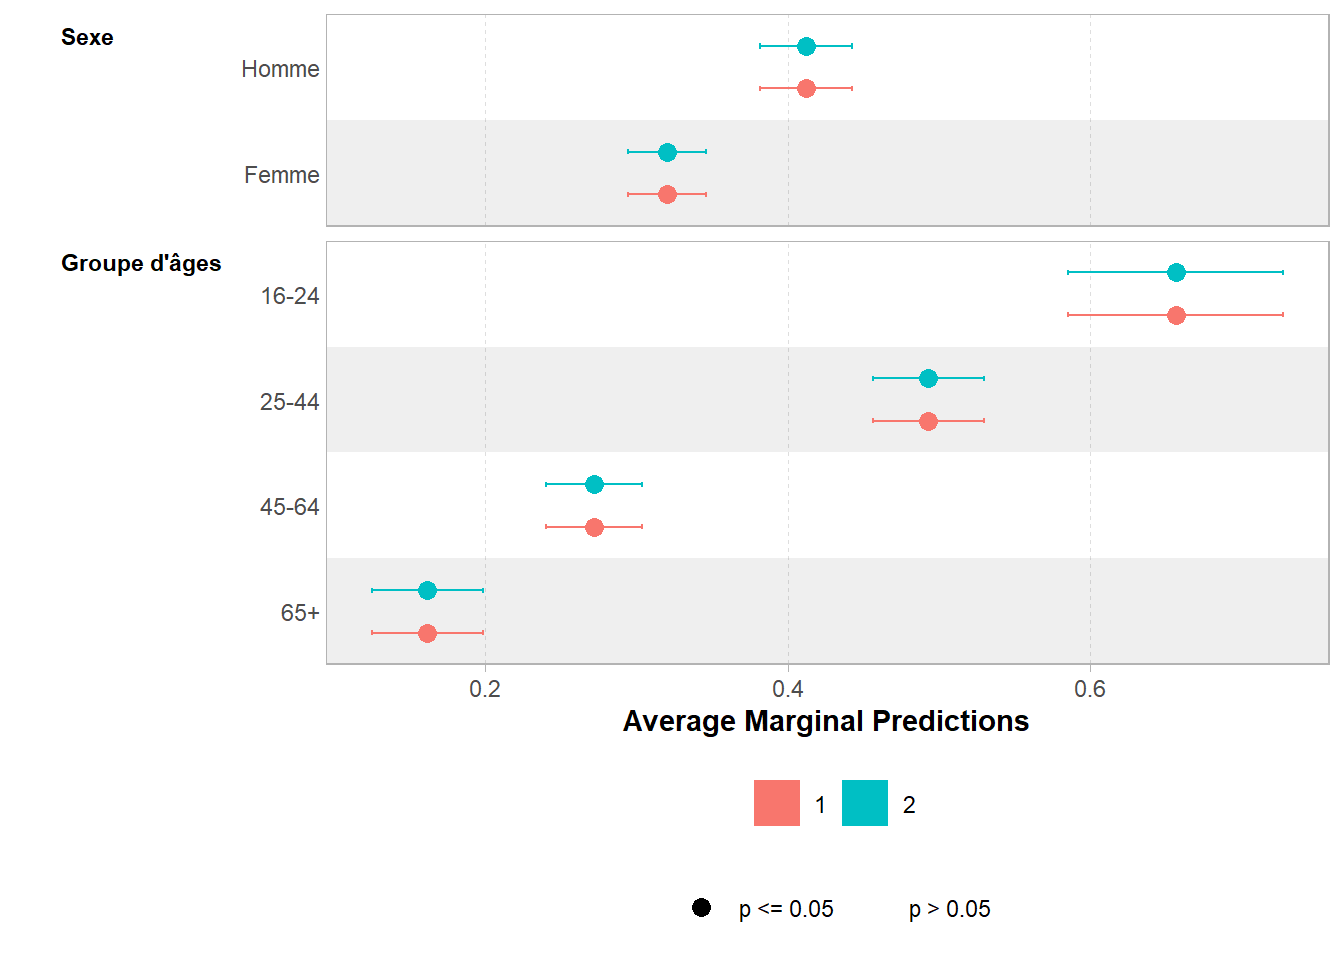 Sexe
Homme
Femme
Groupe d'âges
16-24
25-44
45-64
65+
0.2 0.4 0.6
Average Marginal Predictions
1 2
p <= 0.05 p > 0.05